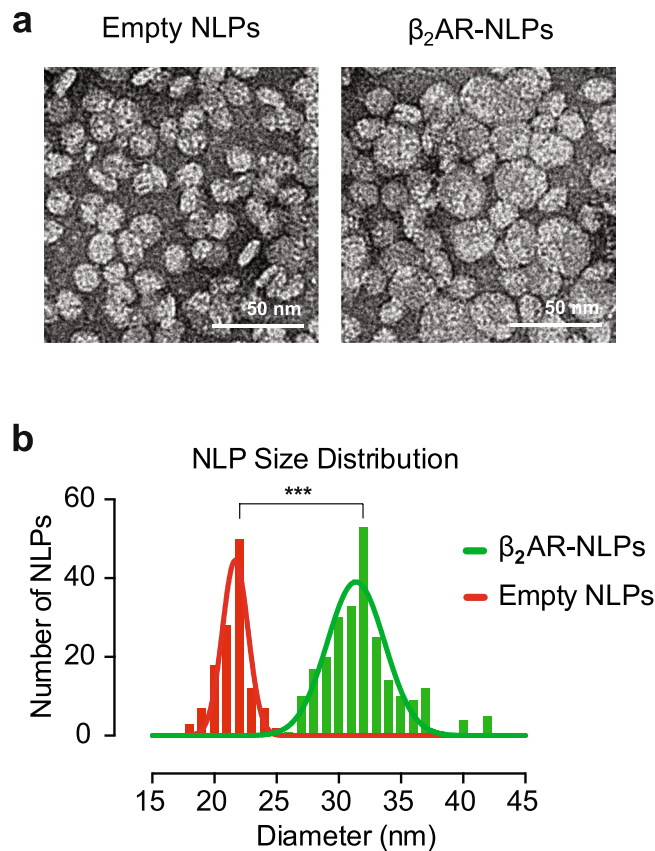 a
Empty NLPs
β₂AR-NLPs
50 nm
50 nm
b
NLP Size Distribution
***
60
40
20
0
Number of NLPs
β₂AR-NLPs
Empty NLPs
15 20 25 30 35 40 45
Diameter (nm)